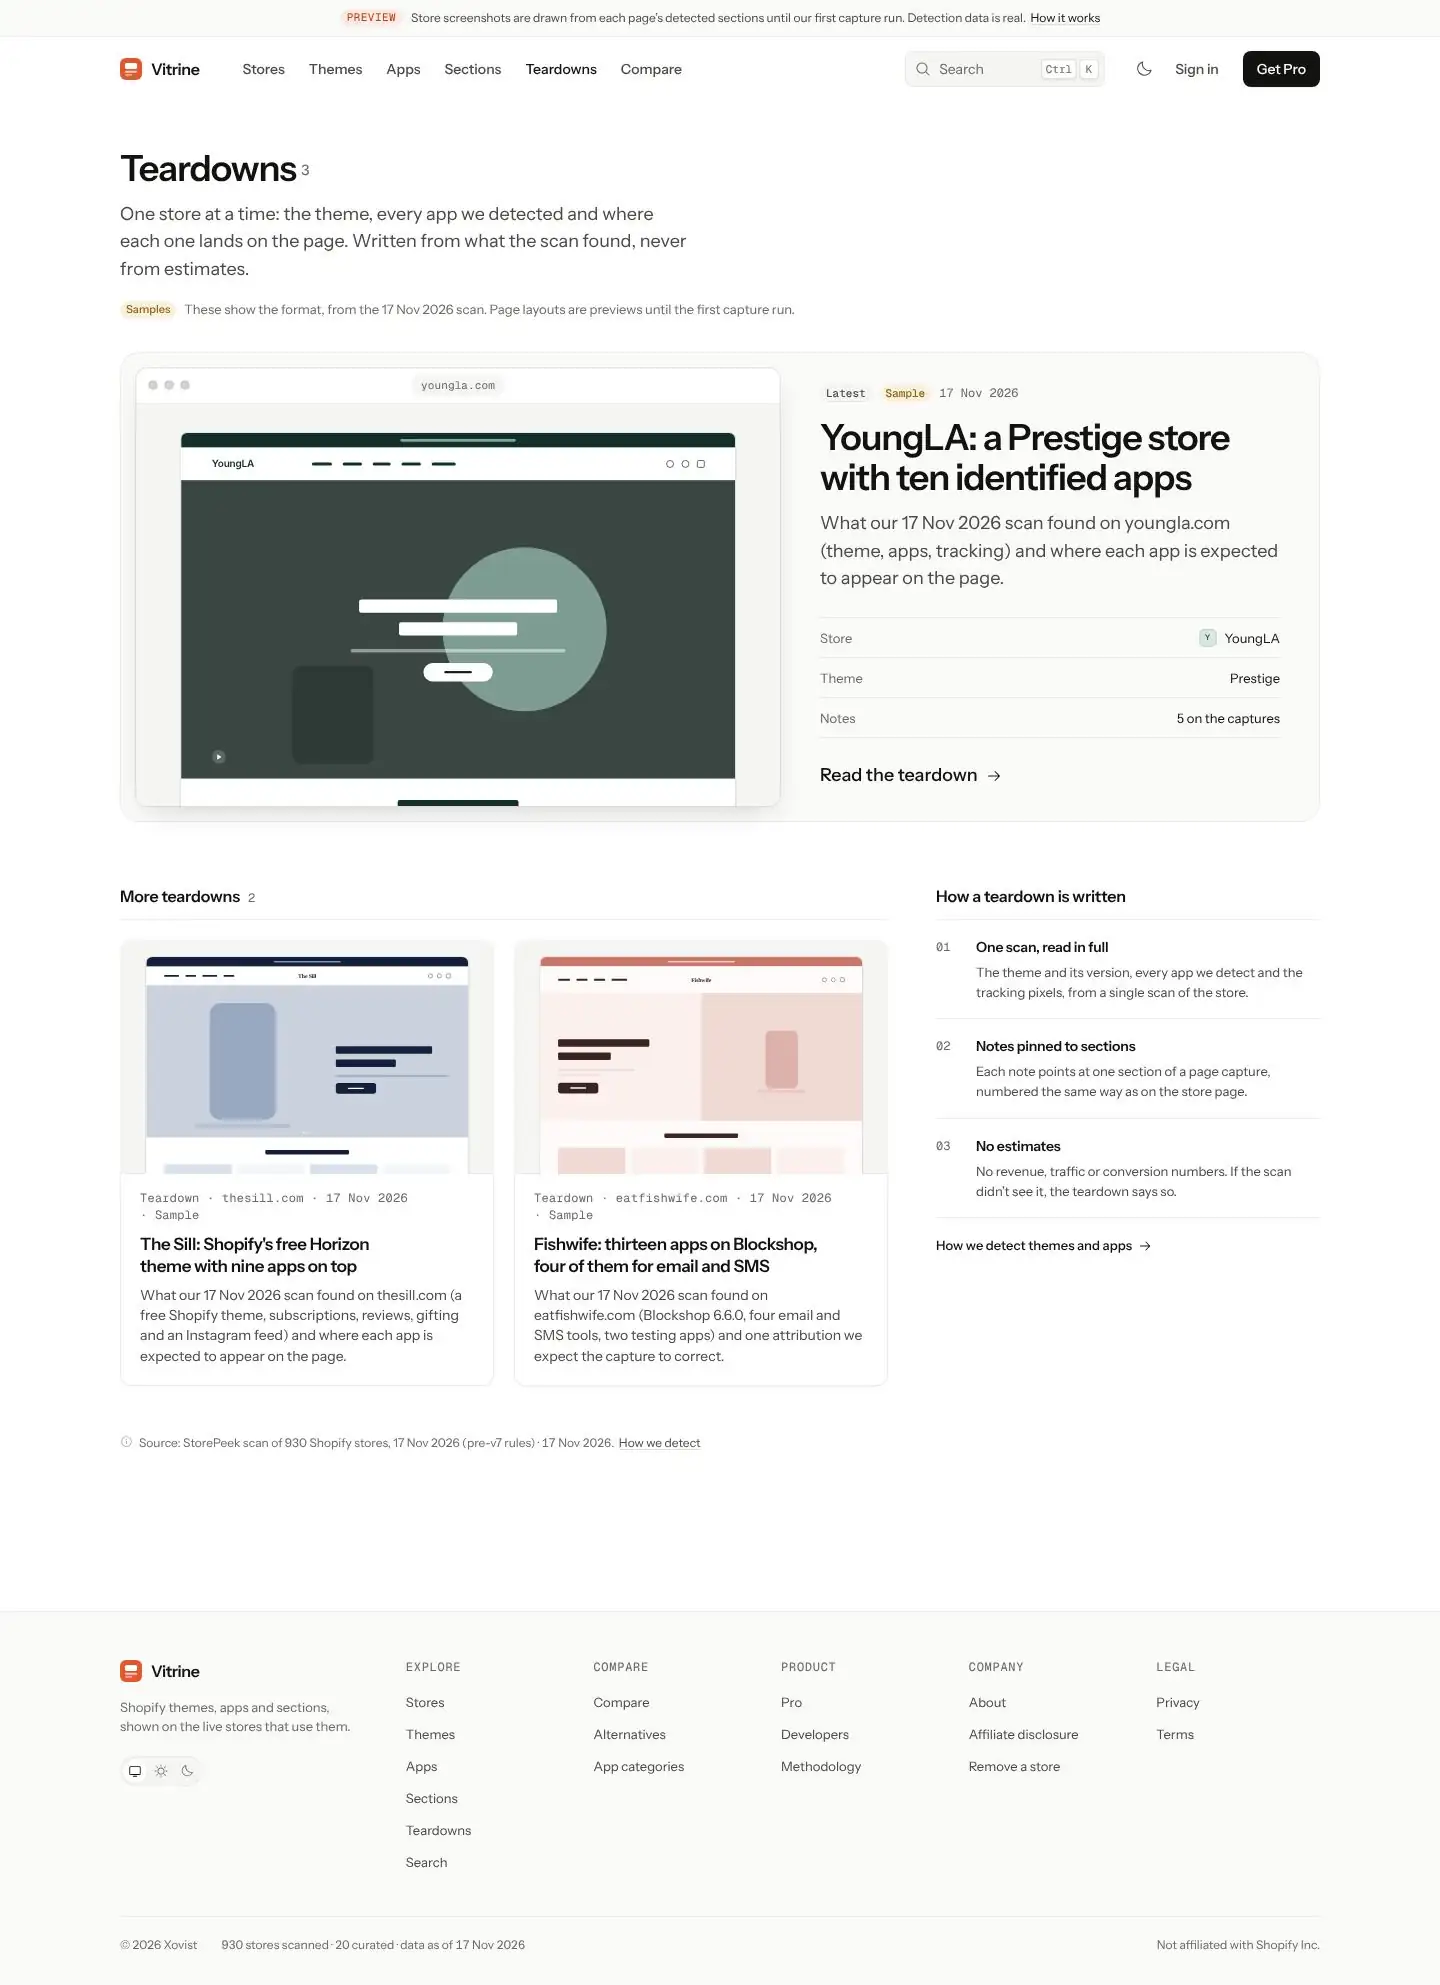 PREVIEW Store screenshots are drawn from each page's detected sections until our first capture run. Detection data is real. How it works
Vitrine Stores Themes Apps Sections Teardowns Compare Search Ctrl K Sign in Get Pro
Teardowns 3
One store at a time: the theme, every app we detected and where
each one lands on the page. Written from what the scan found, never
from estimates.
Samples These show the format, from the 17 Nov 2026 scan. Page layouts are previews until the first capture run.
youngla.com
YoungLA
Latest Sample 17 Nov 2026
YoungLA: a Prestige store
with ten identified apps
What our 17 Nov 2026 scan found on youngla.com
(theme, apps, tracking) and where each app is expected
to appear on the page.
Store Y YoungLA
Theme Prestige
Notes 5 on the captures
Read the teardown →
More teardowns 2
The Sill
Teardown · thesill.com · 17 Nov 2026
· Sample
The Sill: Shopify's free Horizon
theme with nine apps on top
What our 17 Nov 2026 scan found on thesill.com (a
free Shopify theme, subscriptions, reviews, gifting
and an Instagram feed) and where each app is
expected to appear on the page.
Fishwife
Teardown · eatfishwife.com · 17 Nov 2026
· Sample
Fishwife: thirteen apps on Blockshop,
four of them for email and SMS
What our 17 Nov 2026 scan found on
eatfishwife.com (Blockshop 6.6.0, four email and
SMS tools, two testing apps) and one attribution we
expect the capture to correct.
How a teardown is written
01 One scan, read in full
The theme and its version, every app we detect and the
tracking pixels, from a single scan of the store.
02 Notes pinned to sections
Each note points at one section of a page capture,
numbered the same way as on the store page.
03 No estimates
No revenue, traffic or conversion numbers. If the scan
didn't see it, the teardown says so.
How we detect themes and apps →
Source: StorePeek scan of 930 Shopify stores, 17 Nov 2026 (pre-v7 rules) · 17 Nov 2026. How we detect
Vitrine
Shopify themes, apps and sections,
shown on the live stores that use them.
EXPLORE
Stores
Themes
Apps
Sections
Teardowns
Search
COMPARE
Compare
Alternatives
App categories
PRODUCT
Pro
Developers
Methodology
COMPANY
About
Affiliate disclosure
Remove a store
LEGAL
Privacy
Terms
© 2026 Xovist 930 stores scanned · 20 curated · data as of 17 Nov 2026 Not affiliated with Shopify Inc.